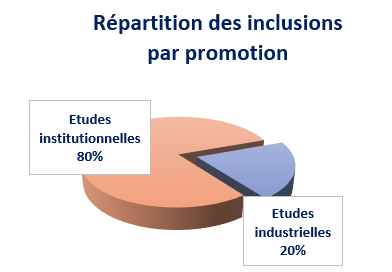 Répartition des inclusions
par promotion
Etudes
institutionnelles
80%
Etudes
industrielles
20%